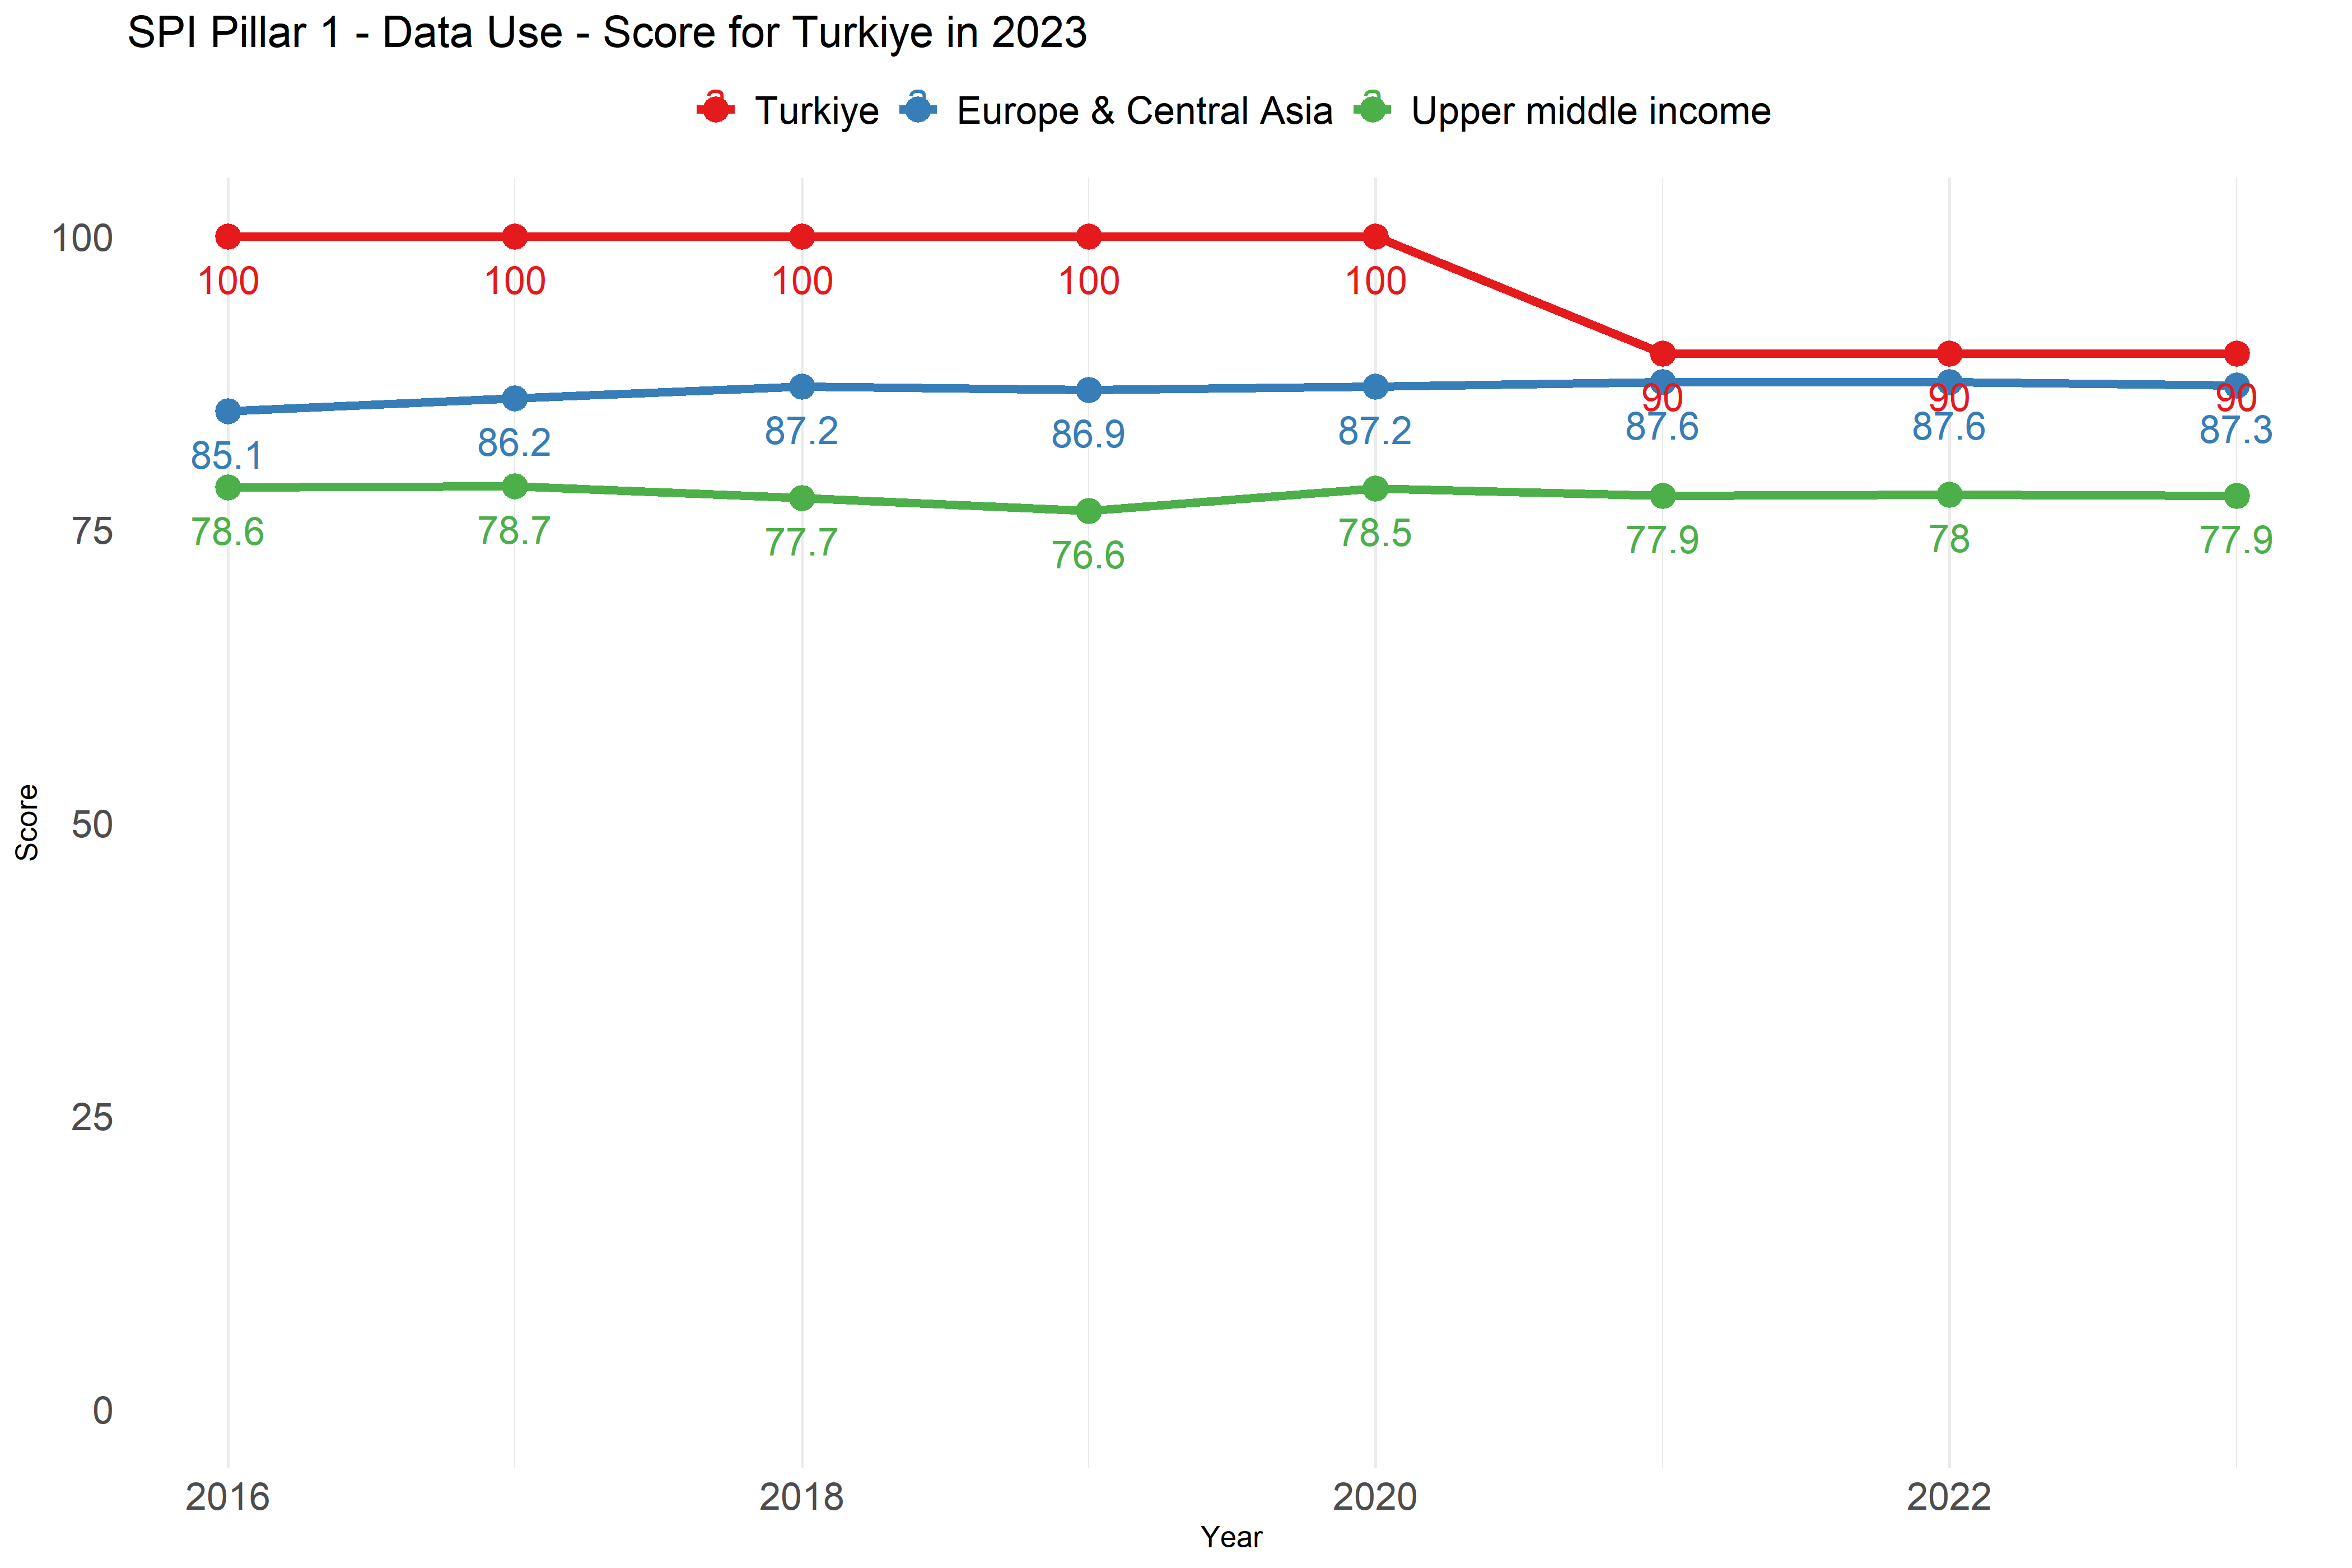 SPI Pillar 1 - Data Use - Score for Turkiye in 2023
Turkiye Europe & Central Asia Upper middle income
100
75
50
25
0
Score
100 100 100 100 100 90 90 90
85.1 86.2 87.2 86.9 87.2 87.6 87.6 87.3
78.6 78.7 77.7 76.6 78.5 77.9 78 77.9
2016 2018 2020 2022
Year